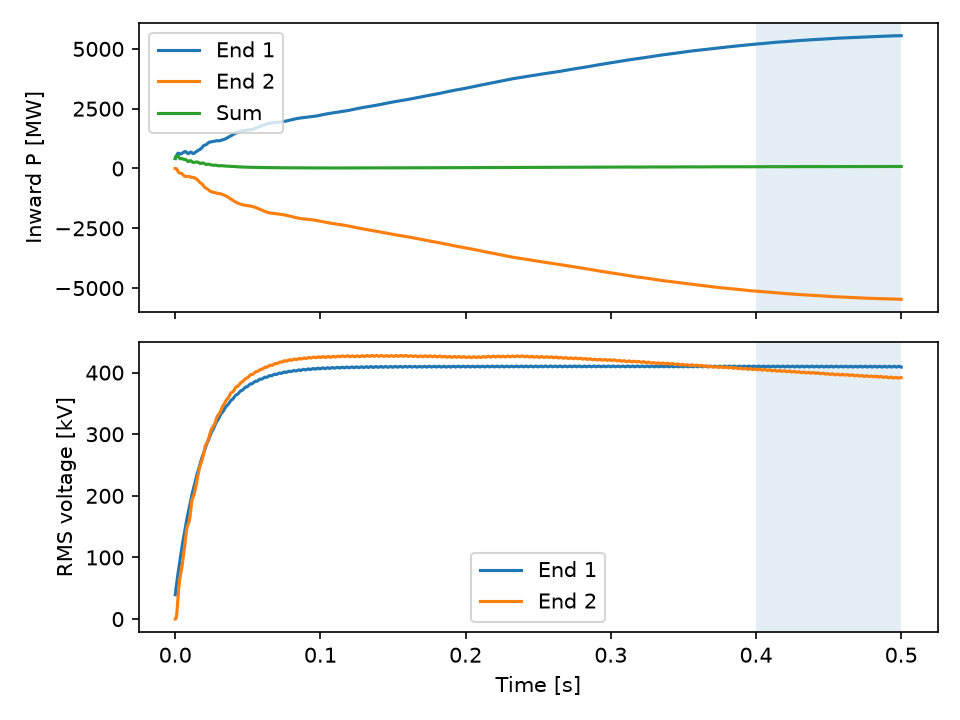 Inward P [MW]
5000
2500
0
−2500
−5000
End 1
End 2
Sum
RMS voltage [kV]
400
300
200
100
0
End 1
End 2
0.0 0.1 0.2 0.3 0.4 0.5
Time [s]